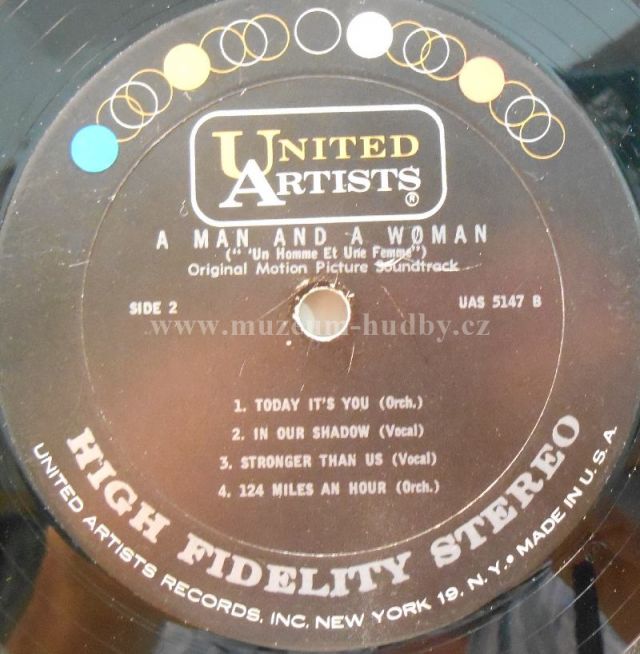 UNITED
ARTISTS®
A MAN AND A WOMAN
(" 'Un Homme Et Une Femme")
Original Motion Picture Soundtrack
SIDE 2
UAS 5147 B
www.muzeum-hudby.cz
1. TODAY IT'S YOU (Orch.)
2. IN OUR SHADOW (Vocal)
3. STRONGER THAN US (Vocal)
4. 124 MILES AN HOUR (Orch.)
HIGH FIDELITY STEREO
UNITED ARTISTS RECORDS, INC. NEW YORK 19, N.Y. • MADE IN U.S.A.